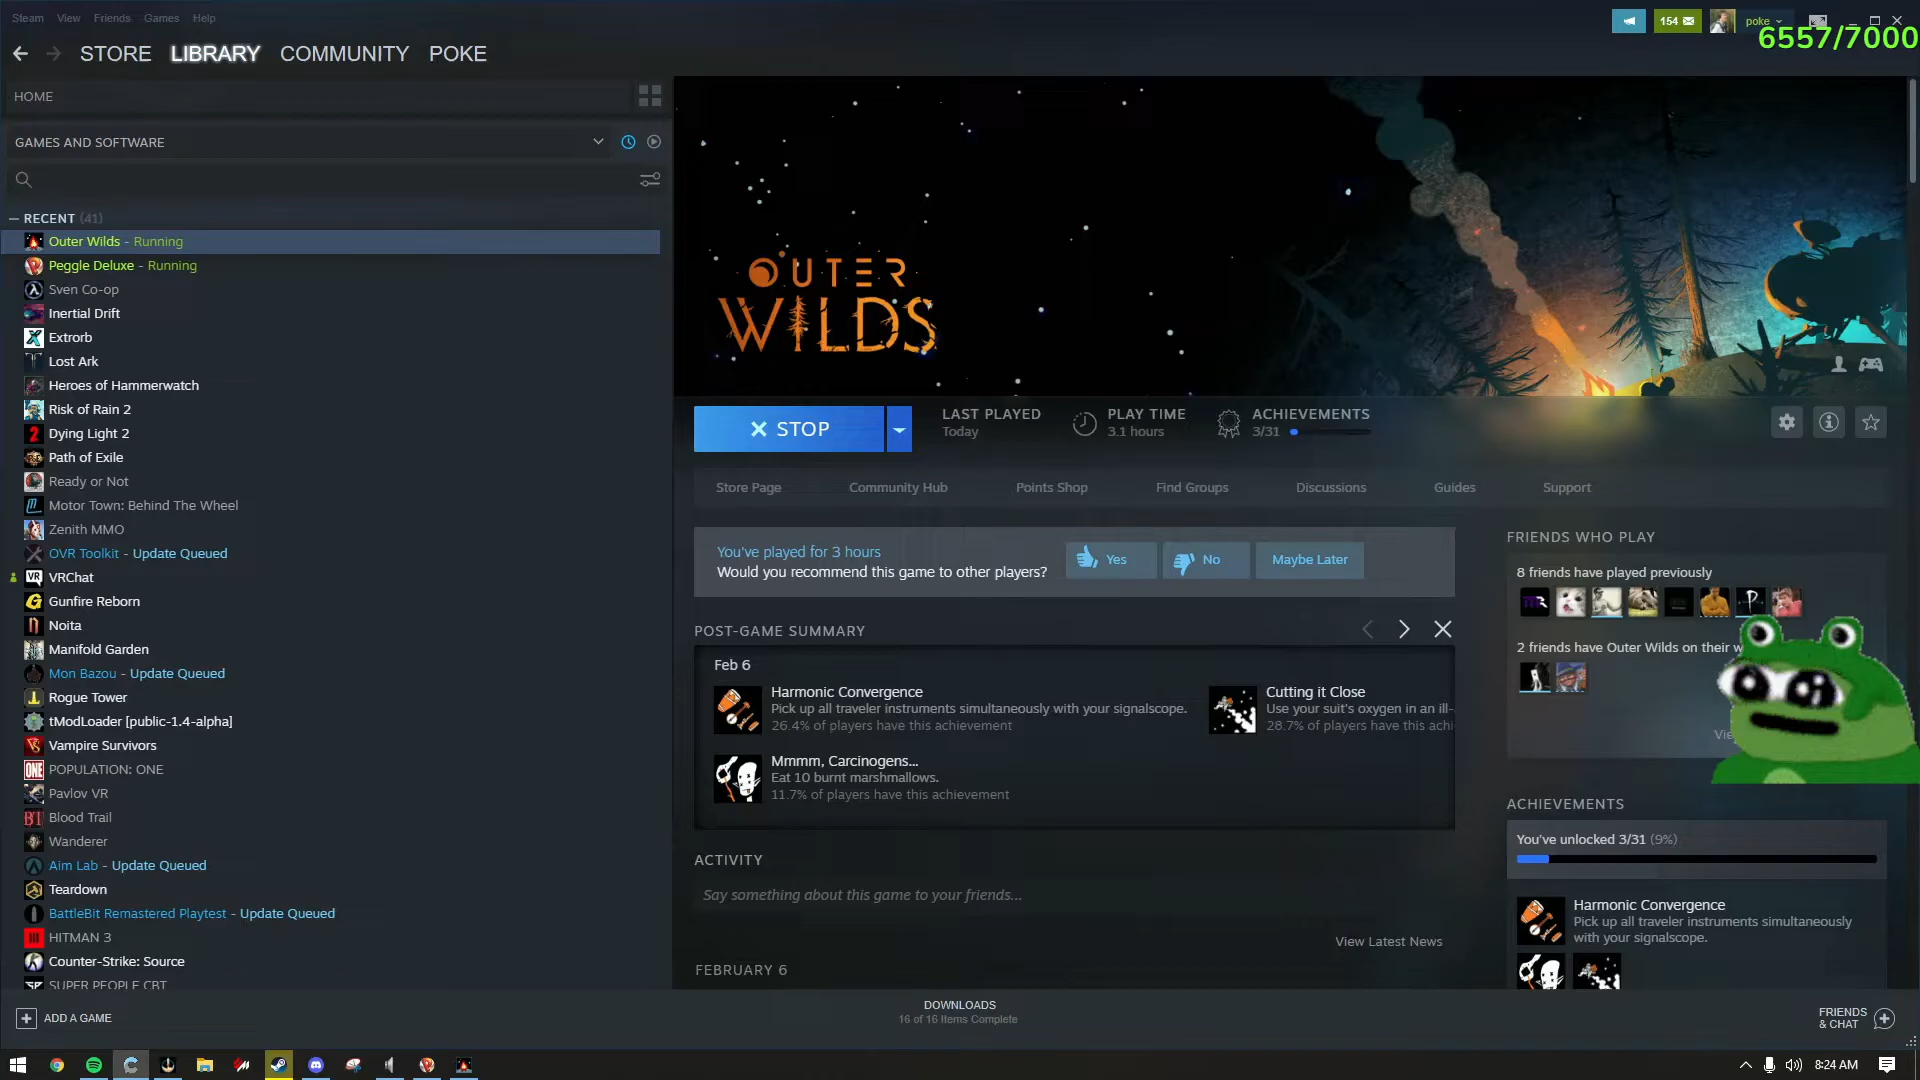 Steam View Friends Games Help
154
poke
6557/7000
STORE LIBRARY COMMUNITY POKE
HOME
GAMES AND SOFTWARE
RECENT (41)
Outer Wilds - Running
Peggle Deluxe - Running
Sven Co-op
Inertial Drift
Extrorb
Lost Ark
Heroes of Hammerwatch
Risk of Rain 2
Dying Light 2
Path of Exile
Ready or Not
Motor Town: Behind The Wheel
Zenith MMO
OVR Toolkit - Update Queued
VRChat
Gunfire Reborn
Noita
Manifold Garden
Mon Bazou - Update Queued
Rogue Tower
tModLoader [public-1.4-alpha]
Vampire Survivors
POPULATION: ONE
Pavlov VR
Blood Trail
Wanderer
Aim Lab - Update Queued
Teardown
BattleBit Remastered Playtest - Update Queued
HITMAN 3
Counter-Strike: Source
SUPER PEOPLE CBT
ADD A GAME
OUTER
WILDS
STOP
LAST PLAYED
Today
PLAY TIME
3.1 hours
ACHIEVEMENTS
3/31
Store Page Community Hub Points Shop Find Groups Discussions Guides Support
You've played for 3 hours
Would you recommend this game to other players?
Yes
No
Maybe Later
POST-GAME SUMMARY
Feb 6
Harmonic Convergence
Pick up all traveler instruments simultaneously with your signalscope.
26.4% of players have this achievement
Cutting it Close
Use your suit's oxygen in an ill-
28.7% of players have this achi
Mmmm, Carcinogens...
Eat 10 burnt marshmallows.
11.7% of players have this achievement
ACTIVITY
Say something about this game to your friends...
View Latest News
FEBRUARY 6
FRIENDS WHO PLAY
8 friends have played previously
2 friends have Outer Wilds on their w
Vie
ACHIEVEMENTS
You've unlocked 3/31 (9%)
Harmonic Convergence
Pick up all traveler instruments simultaneously
with your signalscope.
DOWNLOADS
16 of 16 Items Complete
FRIENDS
& CHAT
8:24 AM